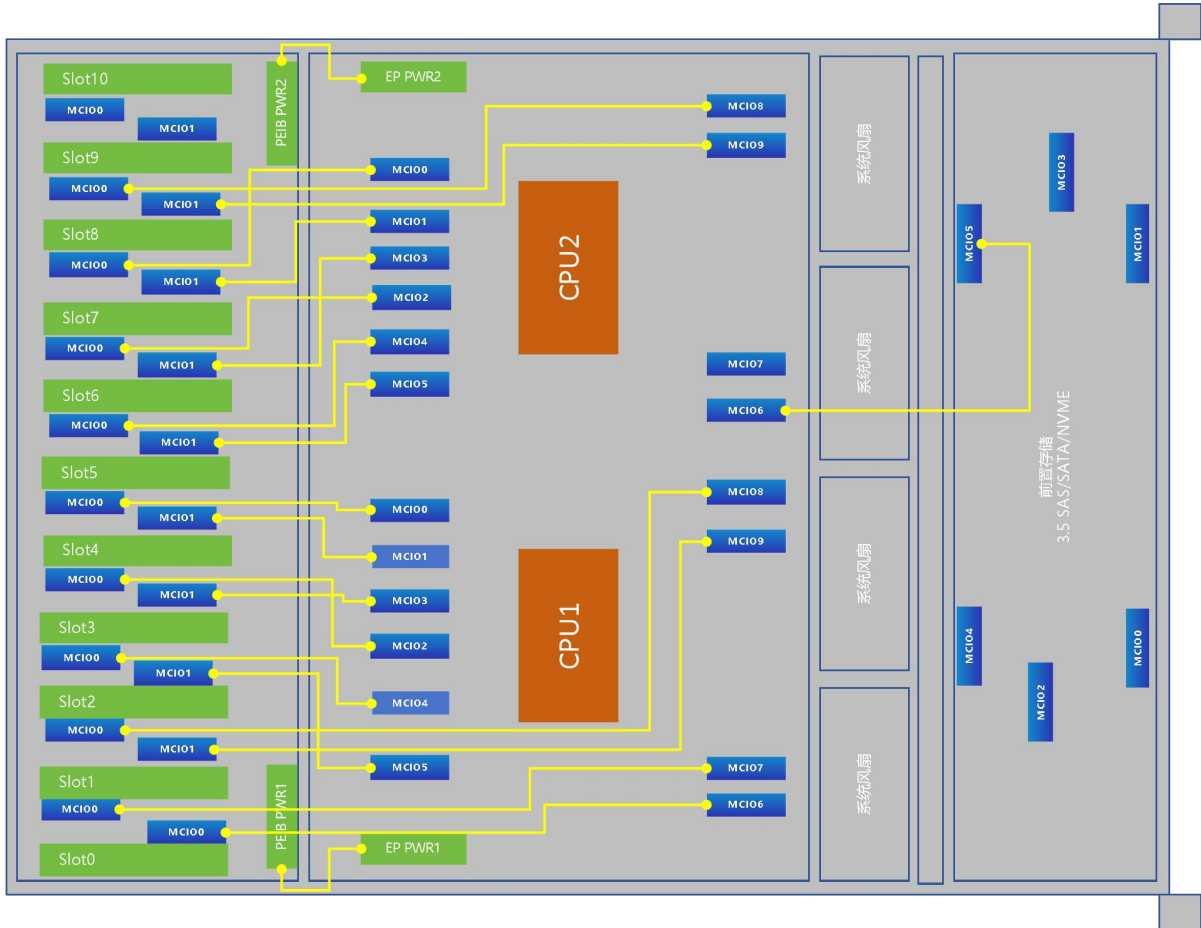 Slot10
MCIO0
MCIO1
Slot9
MCIO0
MCIO1
Slot8
MCIO0
MCIO1
Slot7
MCIO0
MCIO1
Slot6
MCIO0
MCIO1
Slot5
MCIO0
MCIO1
Slot4
MCIO0
MCIO1
Slot3
MCIO0
MCIO1
Slot2
MCIO0
MCIO1
Slot1
MCIO0
MCIO0
Slot0
PEIB PWR2
PEIB PWR1
EP PWR2
MCIO0
MCIO1
MCIO3
MCIO2
MCIO4
MCIO5
MCIO0
MCIO1
MCIO3
MCIO2
MCIO4
MCIO5
EP PWR1
CPU2
CPU1
MCIO8
MCIO9
MCIO7
MCIO6
MCIO8
MCIO9
MCIO7
MCIO6
系统风扇
系统风扇
系统风扇
系统风扇
MCIO3
MCIO5
MCIO1
前置存储
3.5 SAS/SATA/NVME
MCIO4
MCIO0
MCIO2